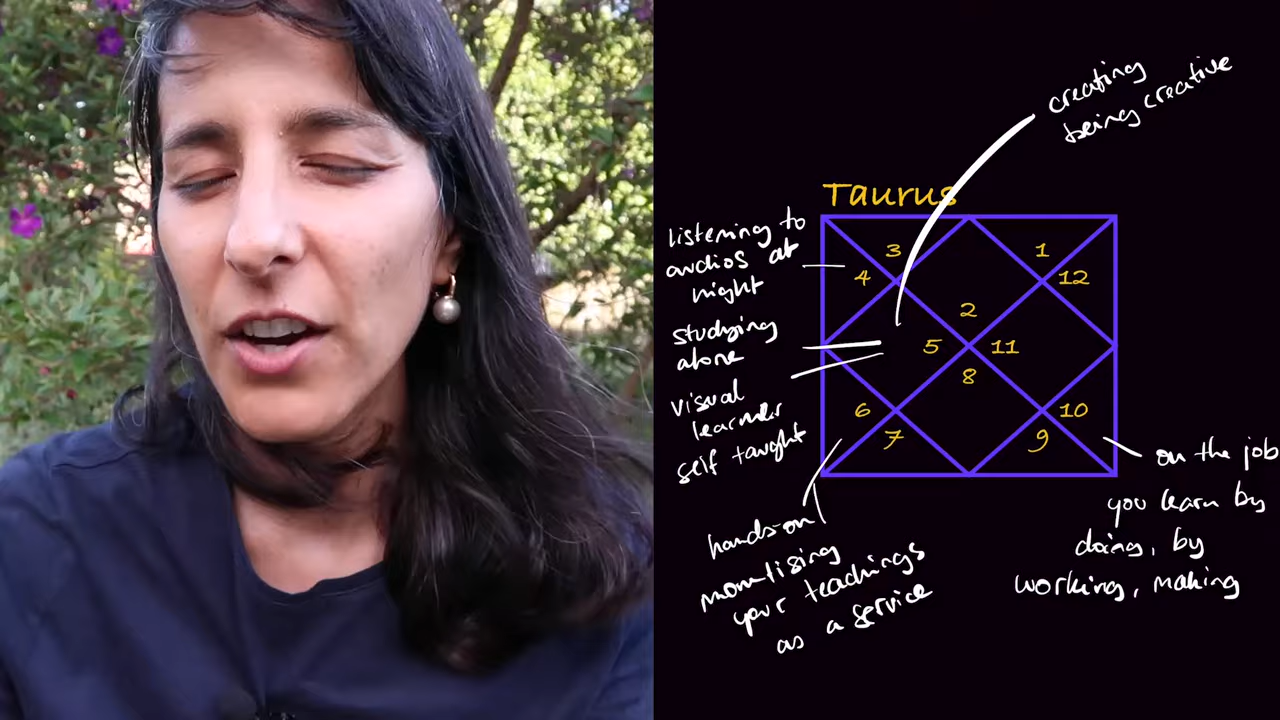 creating
being creative
Taurus
listening to
audios at
night
studying
alone
visual
learner
self taught
3
4
1
12
2
5
11
8
6
7
10
9
hands-on
monetising
your teachings
as a service
on the job
you learn by
doing, by
working, making